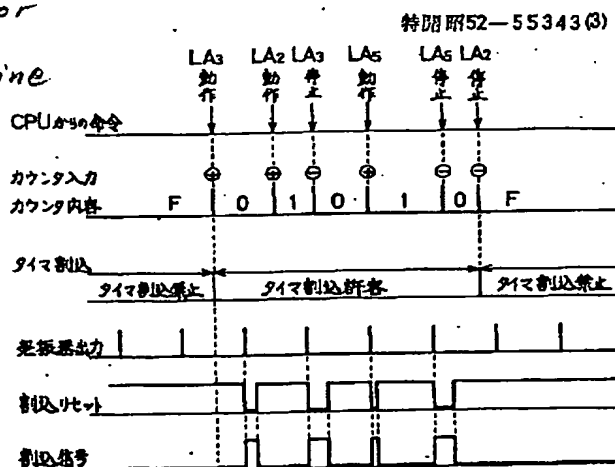 or
特開昭52—55343(3)
ine
LA3 LA2 LA3 LA5 LA5 LA2
動作 動作 停止 動作 停止 停止
CPUからの命令
カウンタ入力 ⊕ ⊕ ⊖ ⊕ ⊖ ⊖
カウンタ内容 F 0 1 0 1 0 F
タイマ割込
タイマ割込禁止 タイマ割込許容 タイマ割込禁止
発振器出力
割込リセット
割込信号